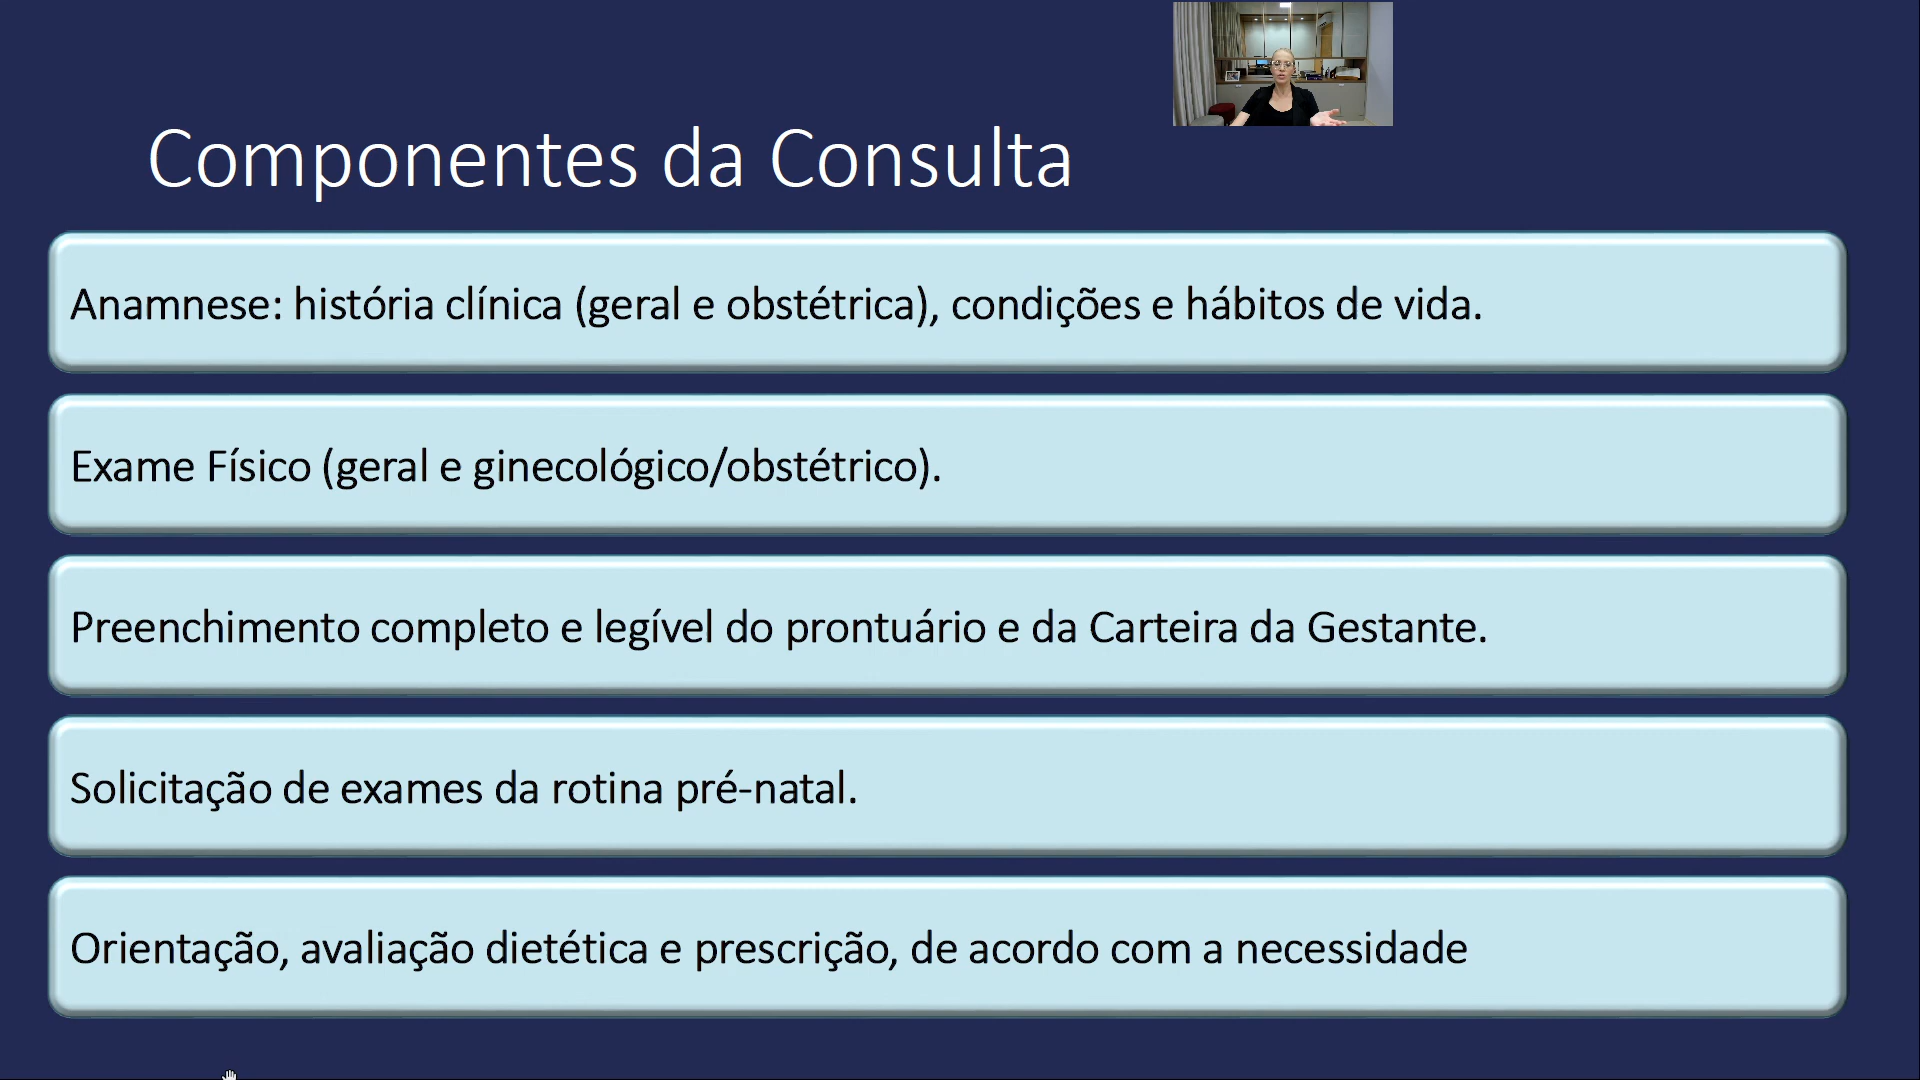 Componentes da Consulta
Anamnese: história clínica (geral e obstétrica), condições e hábitos de vida.
Exame Físico (geral e ginecológico/obstétrico).
Preenchimento completo e legível do prontuário e da Carteira da Gestante.
Solicitação de exames da rotina pré-natal.
Orientação, avaliação dietética e prescrição, de acordo com a necessidade